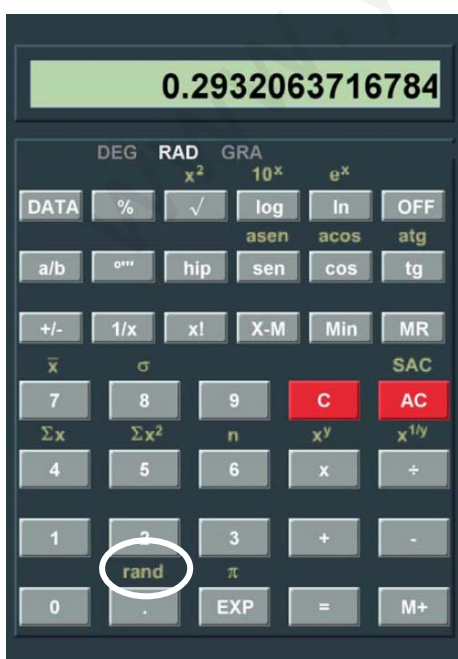 0.2932063716784
DEG RAD GRA
x² 10ˣ eˣ
DATA % √ log ln OFF
asen acos atg
a/b °''' hip sen cos tg
+/- 1/x x! X-M Min MR
x̅ σ SAC
7 8 9 C AC
Σx Σx² n xʸ x¹/ʸ
4 5 6 x ÷
1 2 3 + -
rand π
0 . EXP = M+